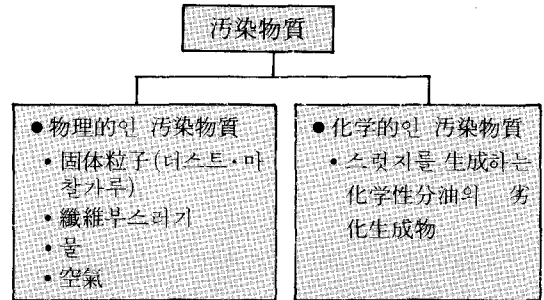 汚染物質
● 物理的인 汚染物質
• 固体粒子(더스트·마
찰가루)
• 纖維부스러기
• 물
• 空氣
● 化学的인 汚染物質
• 스럿지를 生成하는
化学性分油의 劣
化生成物